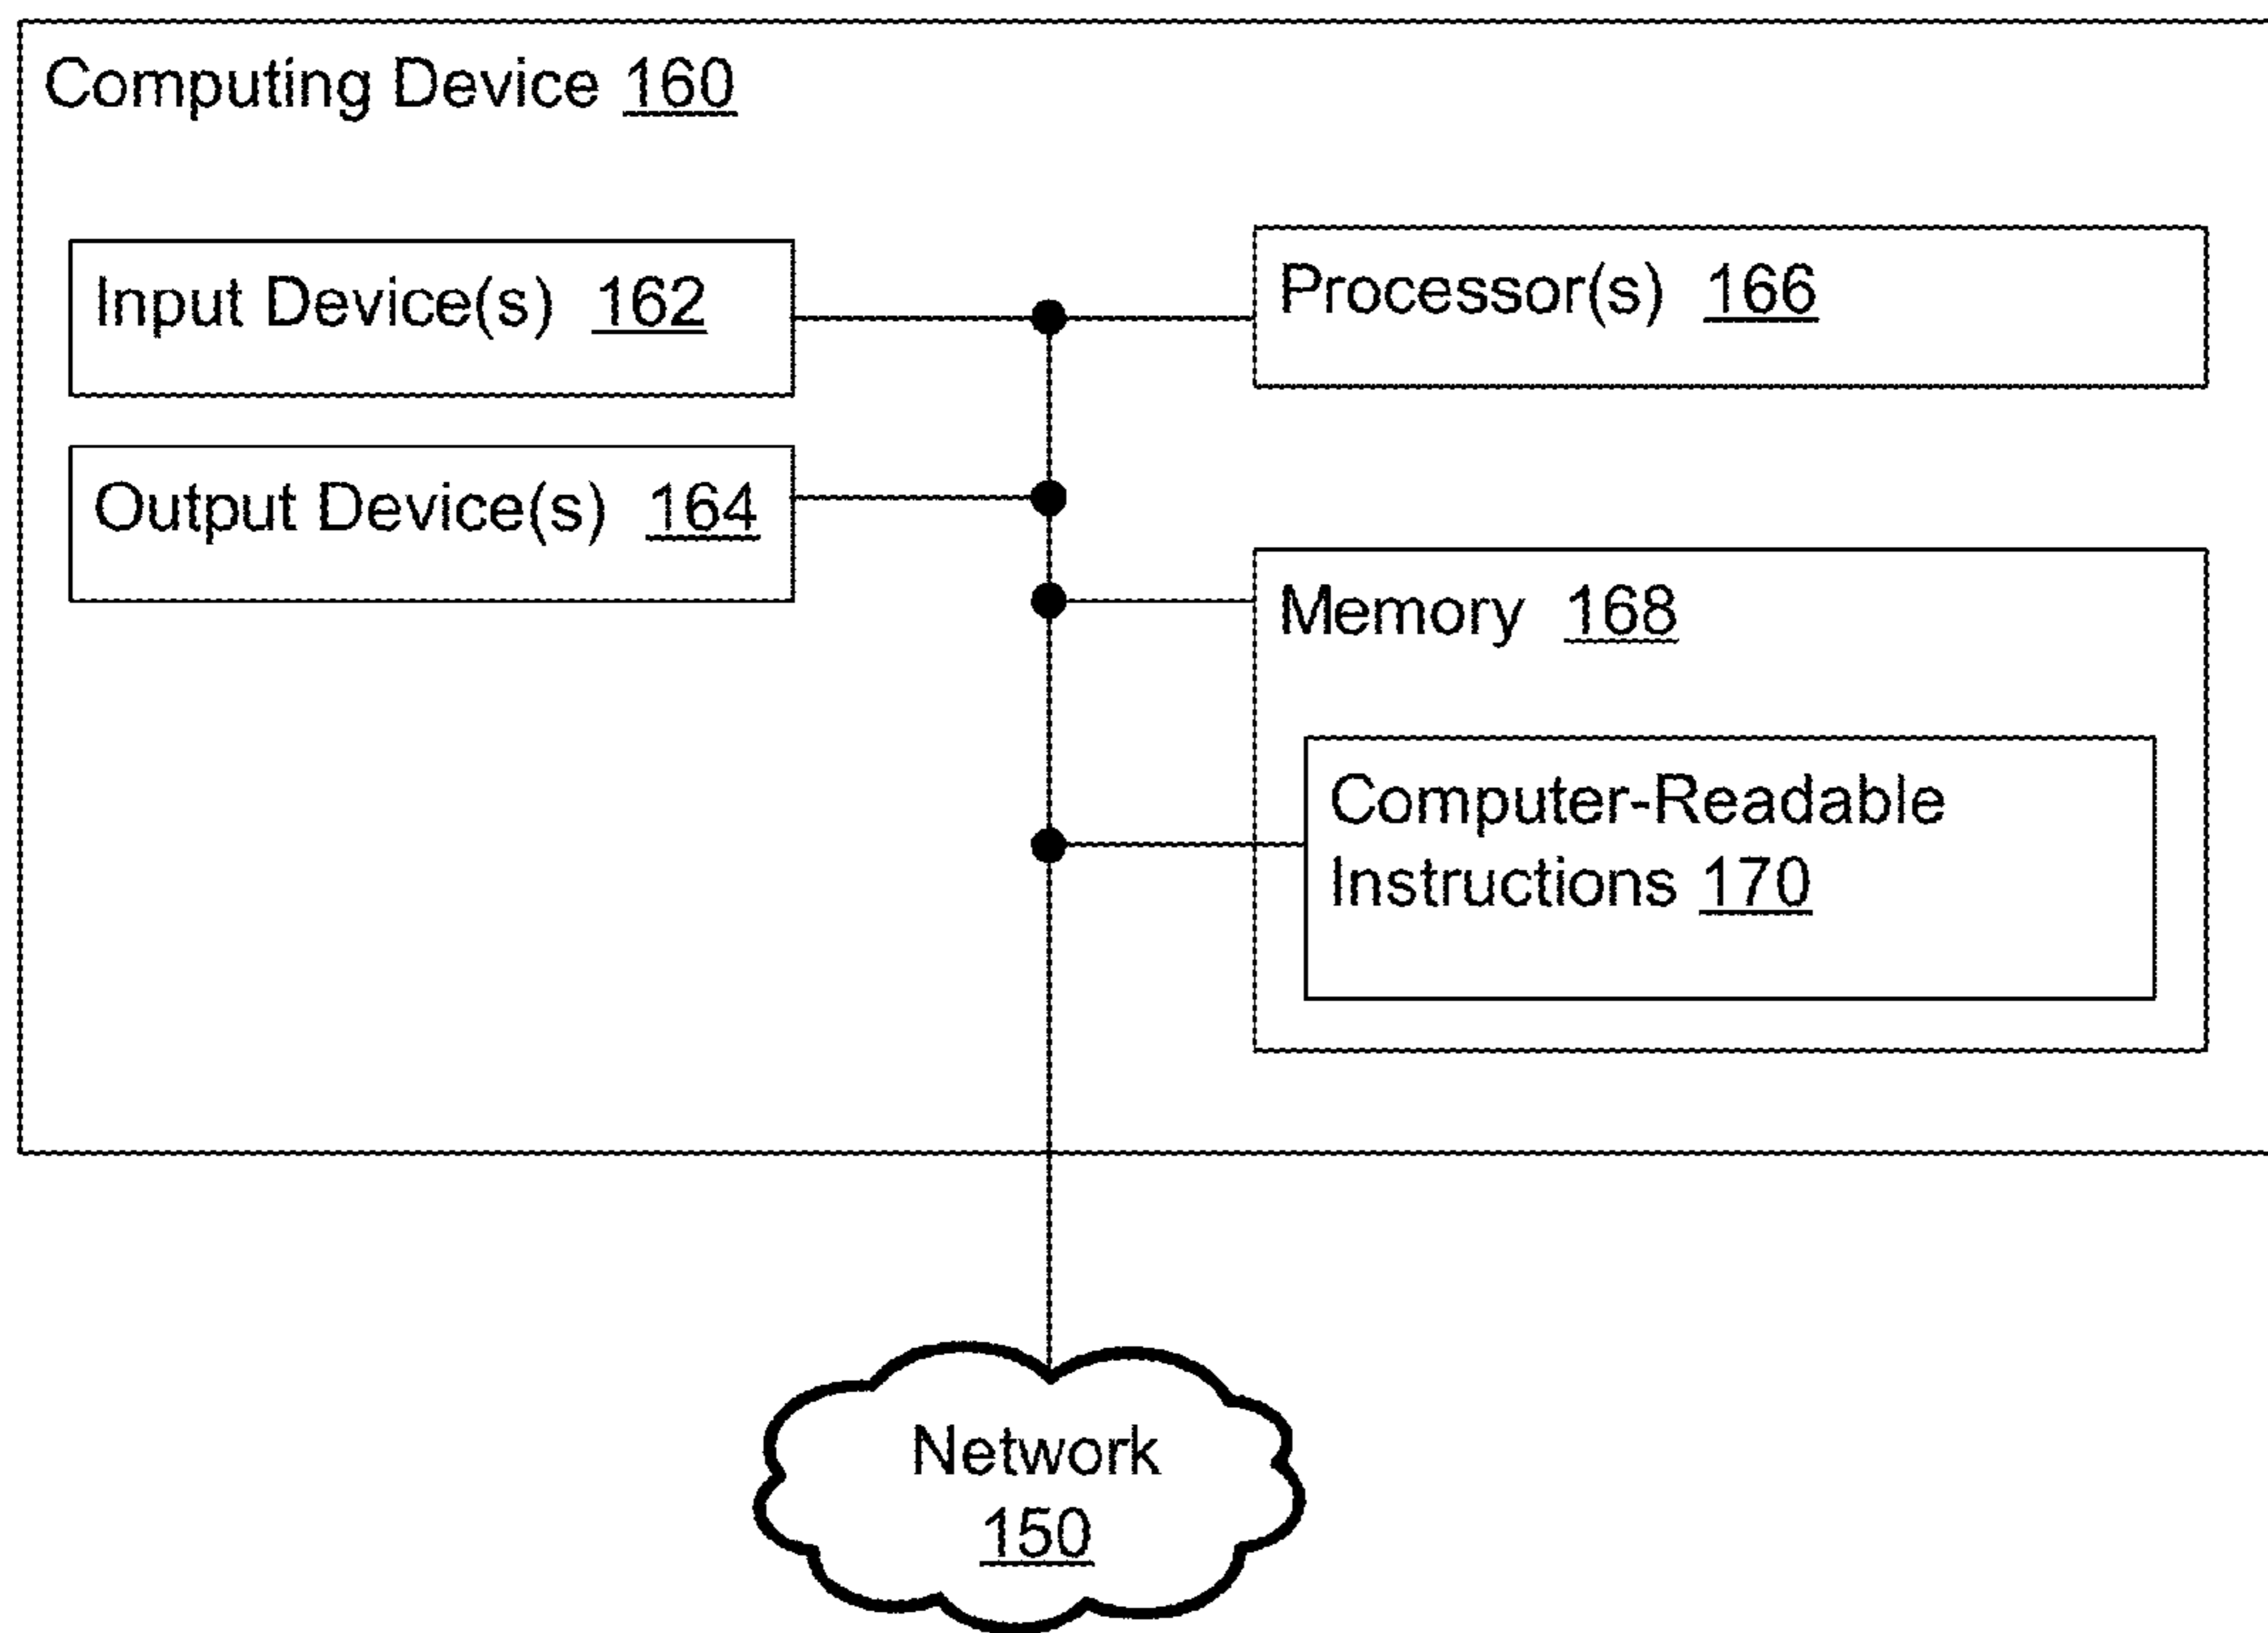 Computing Device 160
Input Device(s) 162
Processor(s) 166
Output Device(s) 164
Memory 168
Computer-Readable
Instructions 170
Network
150